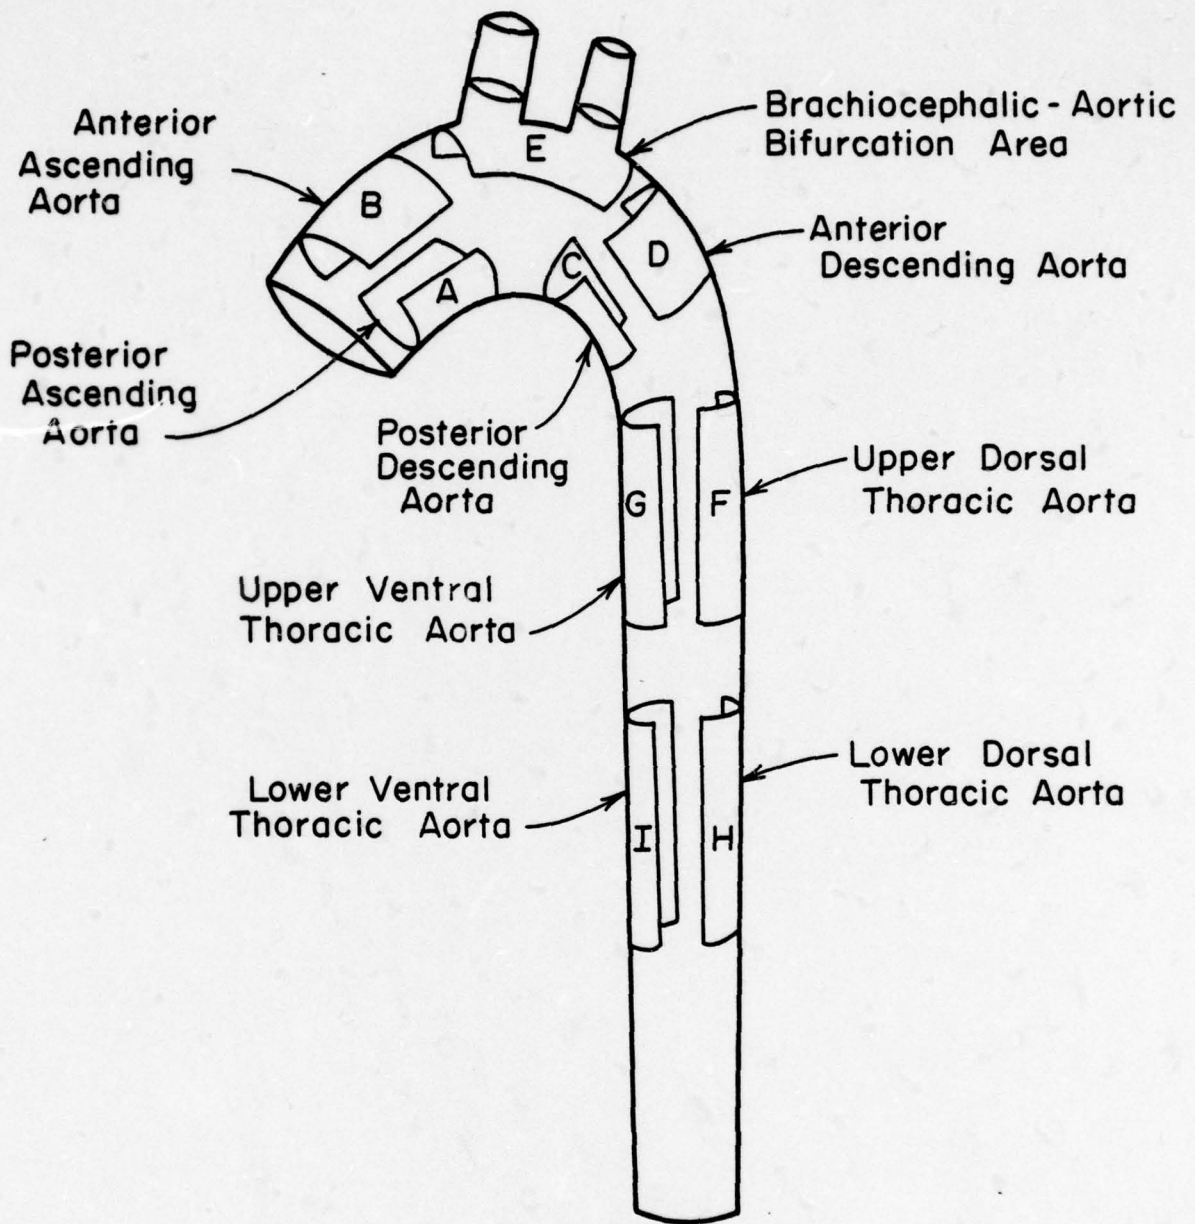 Anterior
Ascending
Aorta
Brachiocephalic-Aortic
Bifurcation Area
E
B
Anterior
Descending Aorta
D
C
A
Posterior
Ascending
Aorta
Posterior
Descending
Aorta
G
F
Upper Dorsal
Thoracic Aorta
Upper Ventral
Thoracic Aorta
Lower Ventral
Thoracic Aorta
Lower Dorsal
Thoracic Aorta
I
H